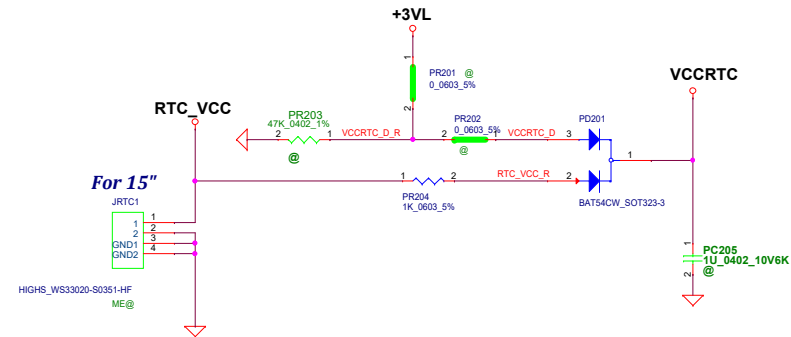 +3VL
1
PR201 @
0_0603_5%
2
VCCRTC
RTC_VCC
PR203
47K_0402_1%
2
1
VCCRTC_D_R
@
PR202
0_0603_5%
2
1
VCCRTC_D
@
PD201
3
1
2
BAT54CW_SOT323-3
1
2
RTC_VCC_R
PR204
1K_0603_5%
For 15"
JRTC1
1
2
GND1
GND2
1
2
3
4
HIGHS_WS33020-S0351-HF
ME@
1
PC205
1U_0402_10V6K
@
2